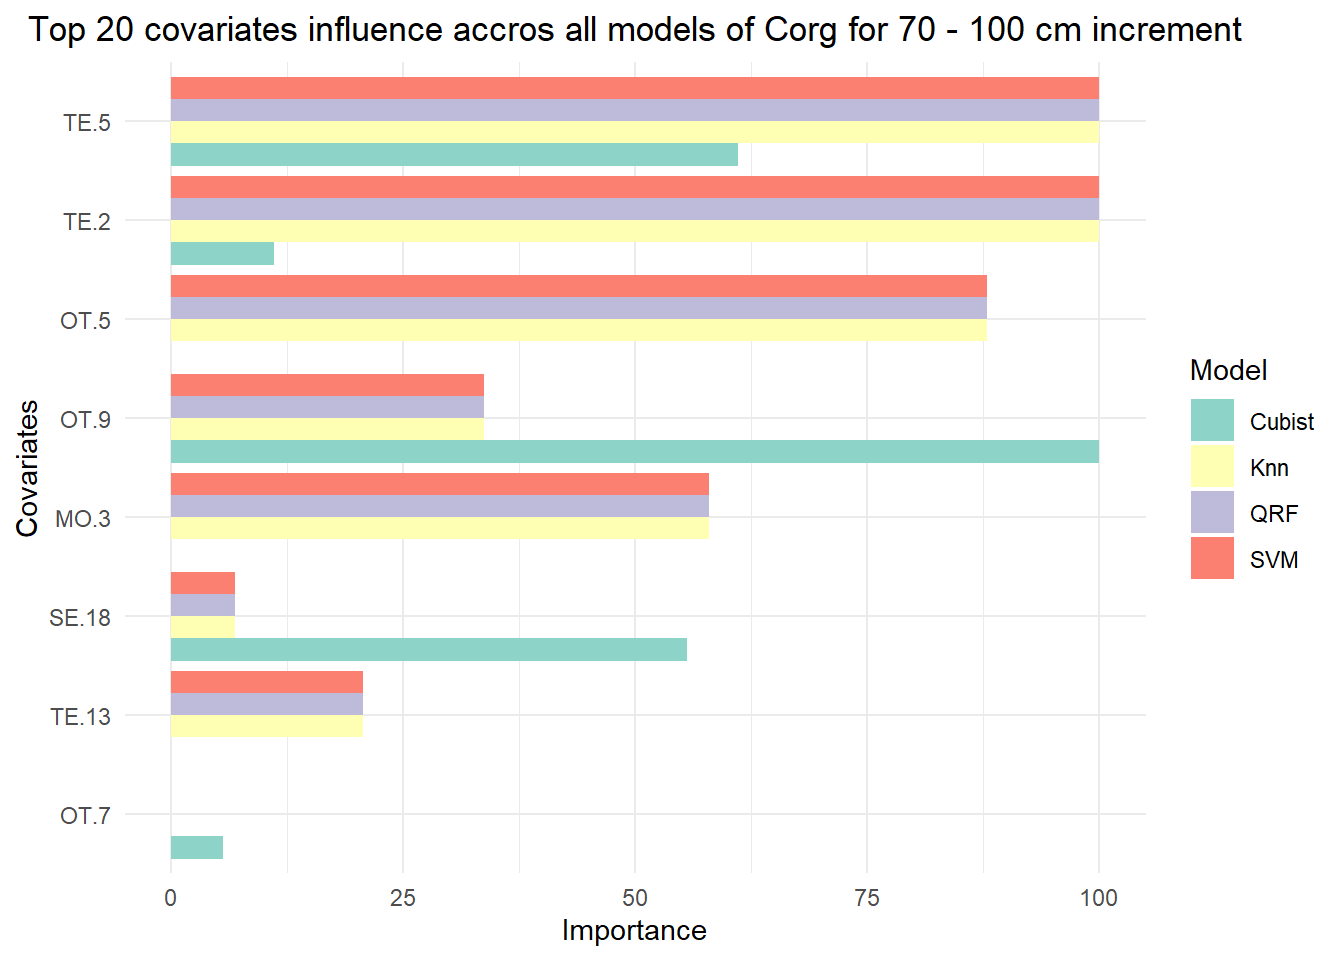 Top 20 covariates influence accros all models of Corg for 70 - 100 cm increment
Covariates
TE.5
TE.2
OT.5
OT.9
MO.3
SE.18
TE.13
OT.7
0 25 50 75 100
Importance
Model
Cubist
Knn
QRF
SVM